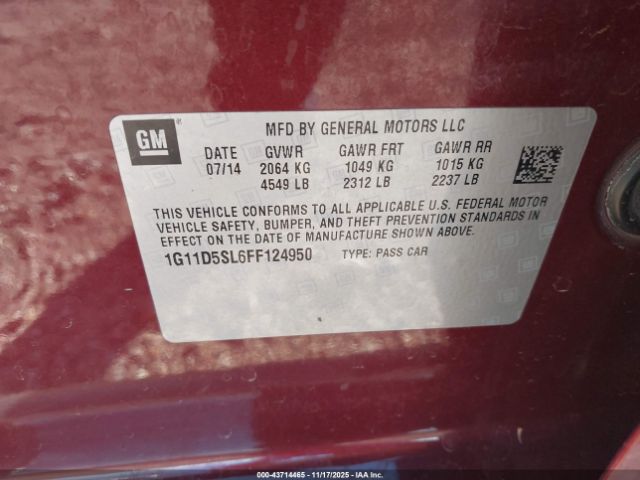 GM
MFD BY GENERAL MOTORS LLC
DATE GVWR GAWR FRT GAWR RR
07/14 2064 KG 1049 KG 1015 KG
4549 LB 2312 LB 2237 LB
THIS VEHICLE CONFORMS TO ALL APPLICABLE U.S. FEDERAL MOTOR
VEHICLE SAFETY, BUMPER, AND THEFT PREVENTION STANDARDS IN
EFFECT ON THE DATE OF MANUFACTURE SHOWN ABOVE.
1G11D5SL6FF124950 TYPE: PASS CAR
000-43714465 - 11/17/2025 - IAA Inc.